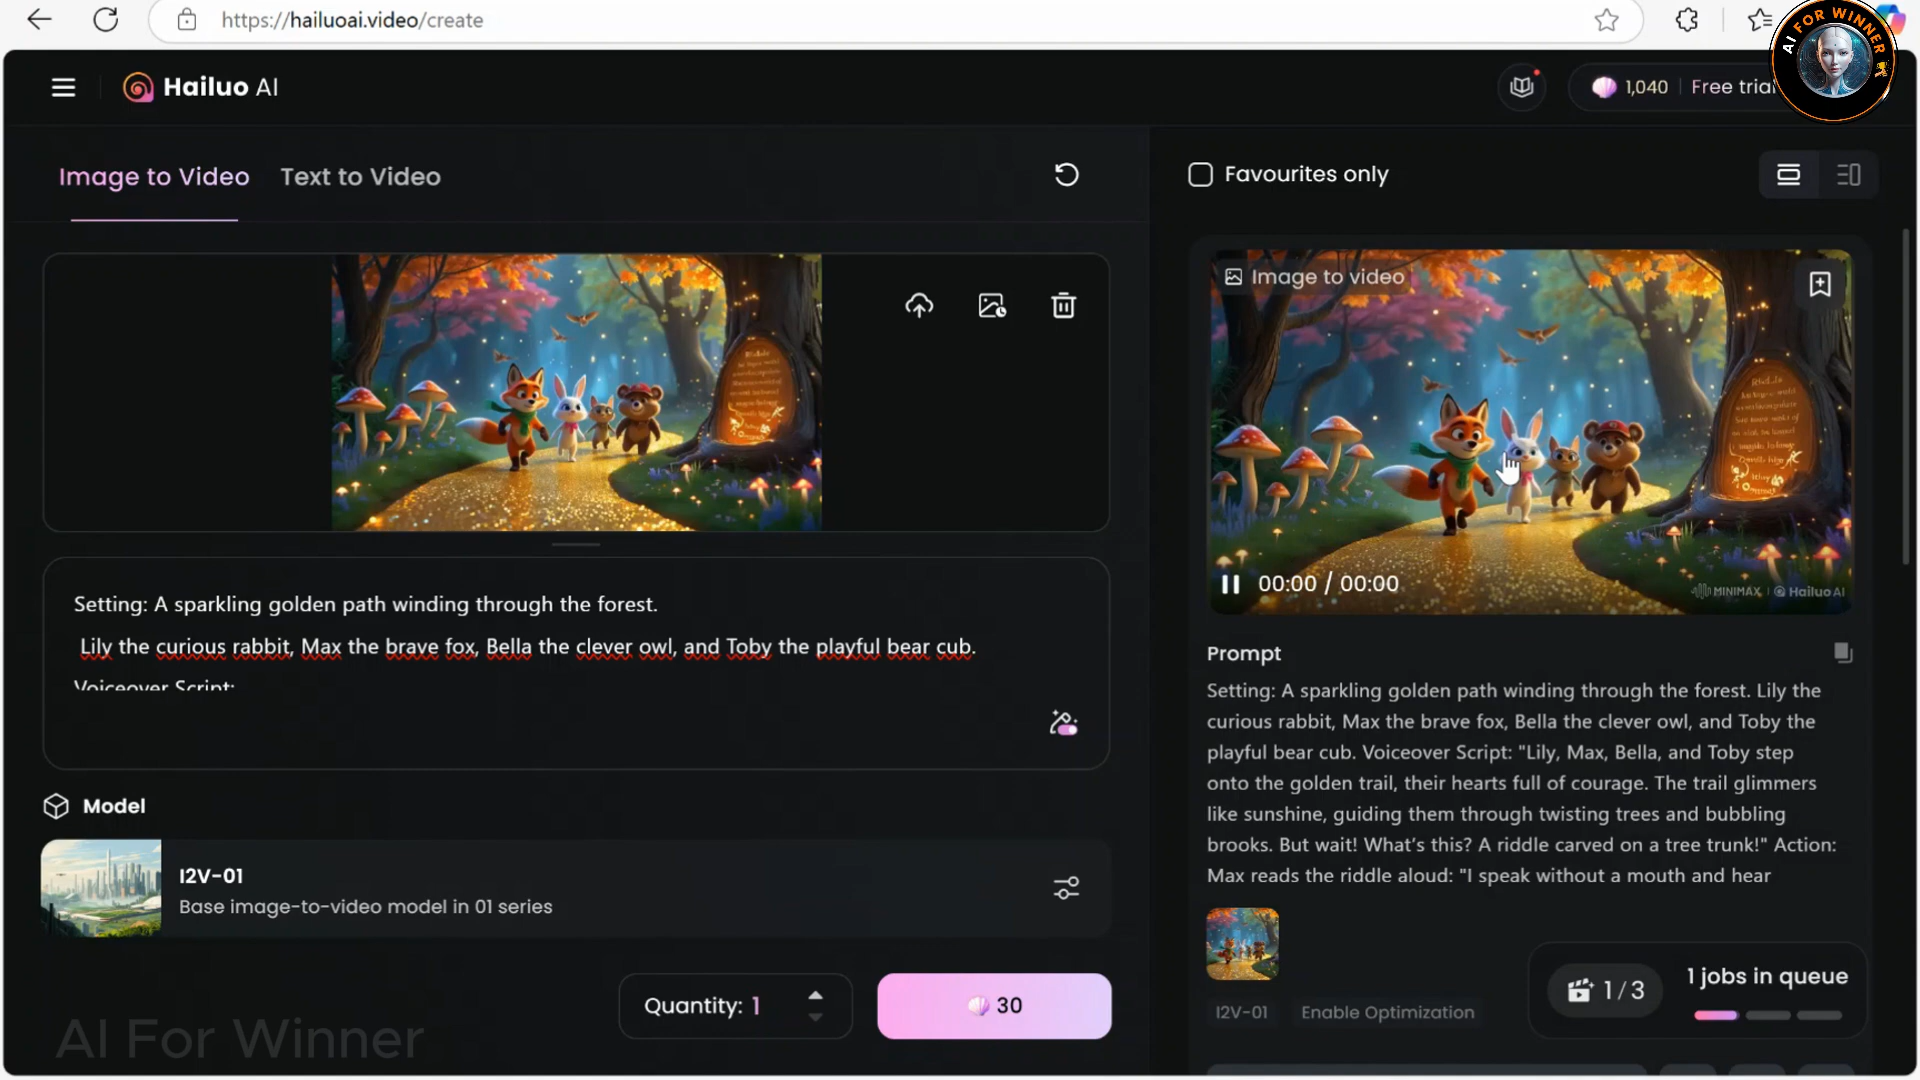 https://hailuoai.video/create
AI FOR WINNER
Hailuo AI
1,040
Free trial
Image to Video
Text to Video
Favourites only
Image to video
00:00 / 00:00
MINIMAX | Hailuo AI
Setting: A sparkling golden path winding through the forest.
Lily the curious rabbit, Max the brave fox, Bella the clever owl, and Toby the playful bear cub.
Voiceover Script:
Model
I2V-01
Base image-to-video model in 01 series
Quantity: 1
30
AI For Winner
Prompt
Setting: A sparkling golden path winding through the forest. Lily the
curious rabbit, Max the brave fox, Bella the clever owl, and Toby the
playful bear cub. Voiceover Script: "Lily, Max, Bella, and Toby step
onto the golden trail, their hearts full of courage. The trail glimmers
like sunshine, guiding them through twisting trees and bubbling
brooks. But wait! What's this? A riddle carved on a tree trunk!" Action:
Max reads the riddle aloud: "I speak without a mouth and hear
I2V-01
Enable Optimization
1/3
1 jobs in queue